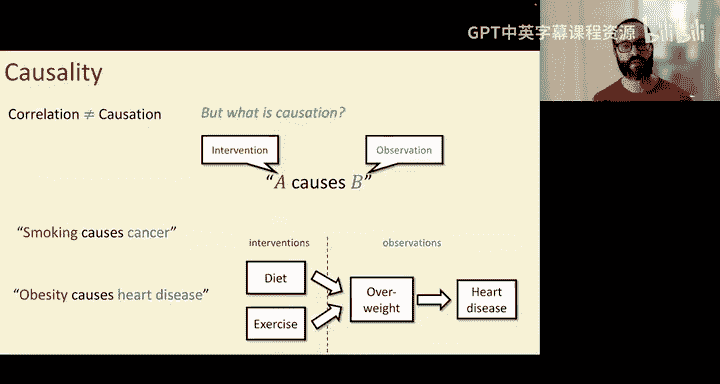 GPT中英字幕课程资源 bilibili
Causality
Correlation ≠ Causation
But what is causation?
Intervention
Observation
“A causes B”
“Smoking causes cancer”
interventions
observations
“Obesity causes heart disease”
Diet
Exercise
Over-
weight
Heart
disease